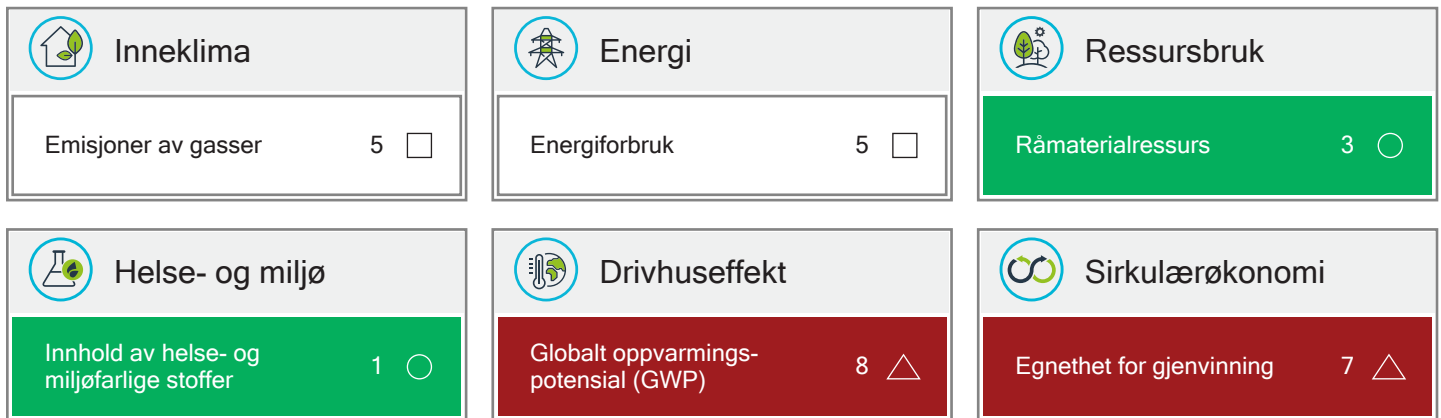 Inneklima
Emisjoner av gasser 5
Energi
Energiforbruk 5
Ressursbruk
Råmaterialressurs 3
Helse- og miljø
Innhold av helse- og
miljøfarlige stoffer 1
Drivhuseffekt
Globalt oppvarmings-
potensial (GWP) 8
Sirkulærøkonomi
Egnethet for gjenvinning 7